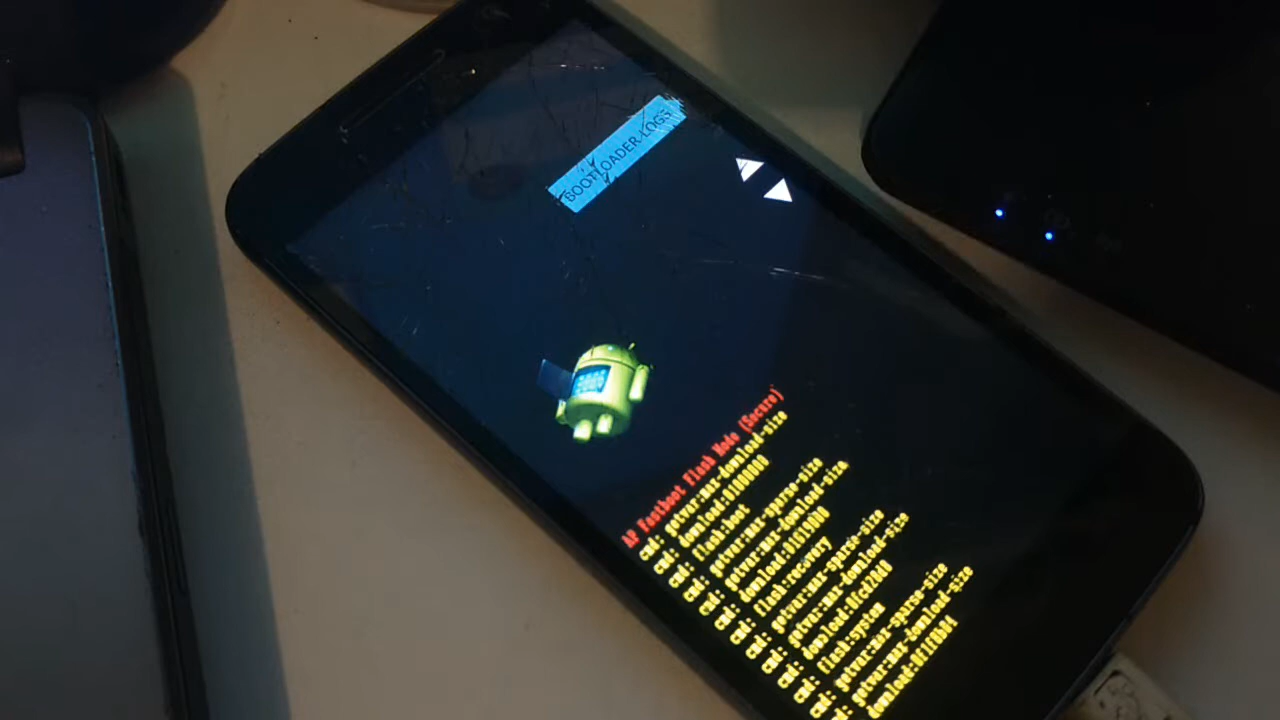 BOOTLOADER LOGS
AP Fastboot Flash Mode (Secure)
cmd: getvar:max-download-size
cmd: download:01000000
cmd: flash:boot
cmd: getvar:max-sparse-size
cmd: getvar:max-download-size
cmd:
cmd: flash:recovery
cmd: getvar:max-sparse-size
cmd: getvar:max-download-size
cmd:
cmd: flash:system
cmd: getvar:max-sparse-size
cmd: getvar:max-download-size